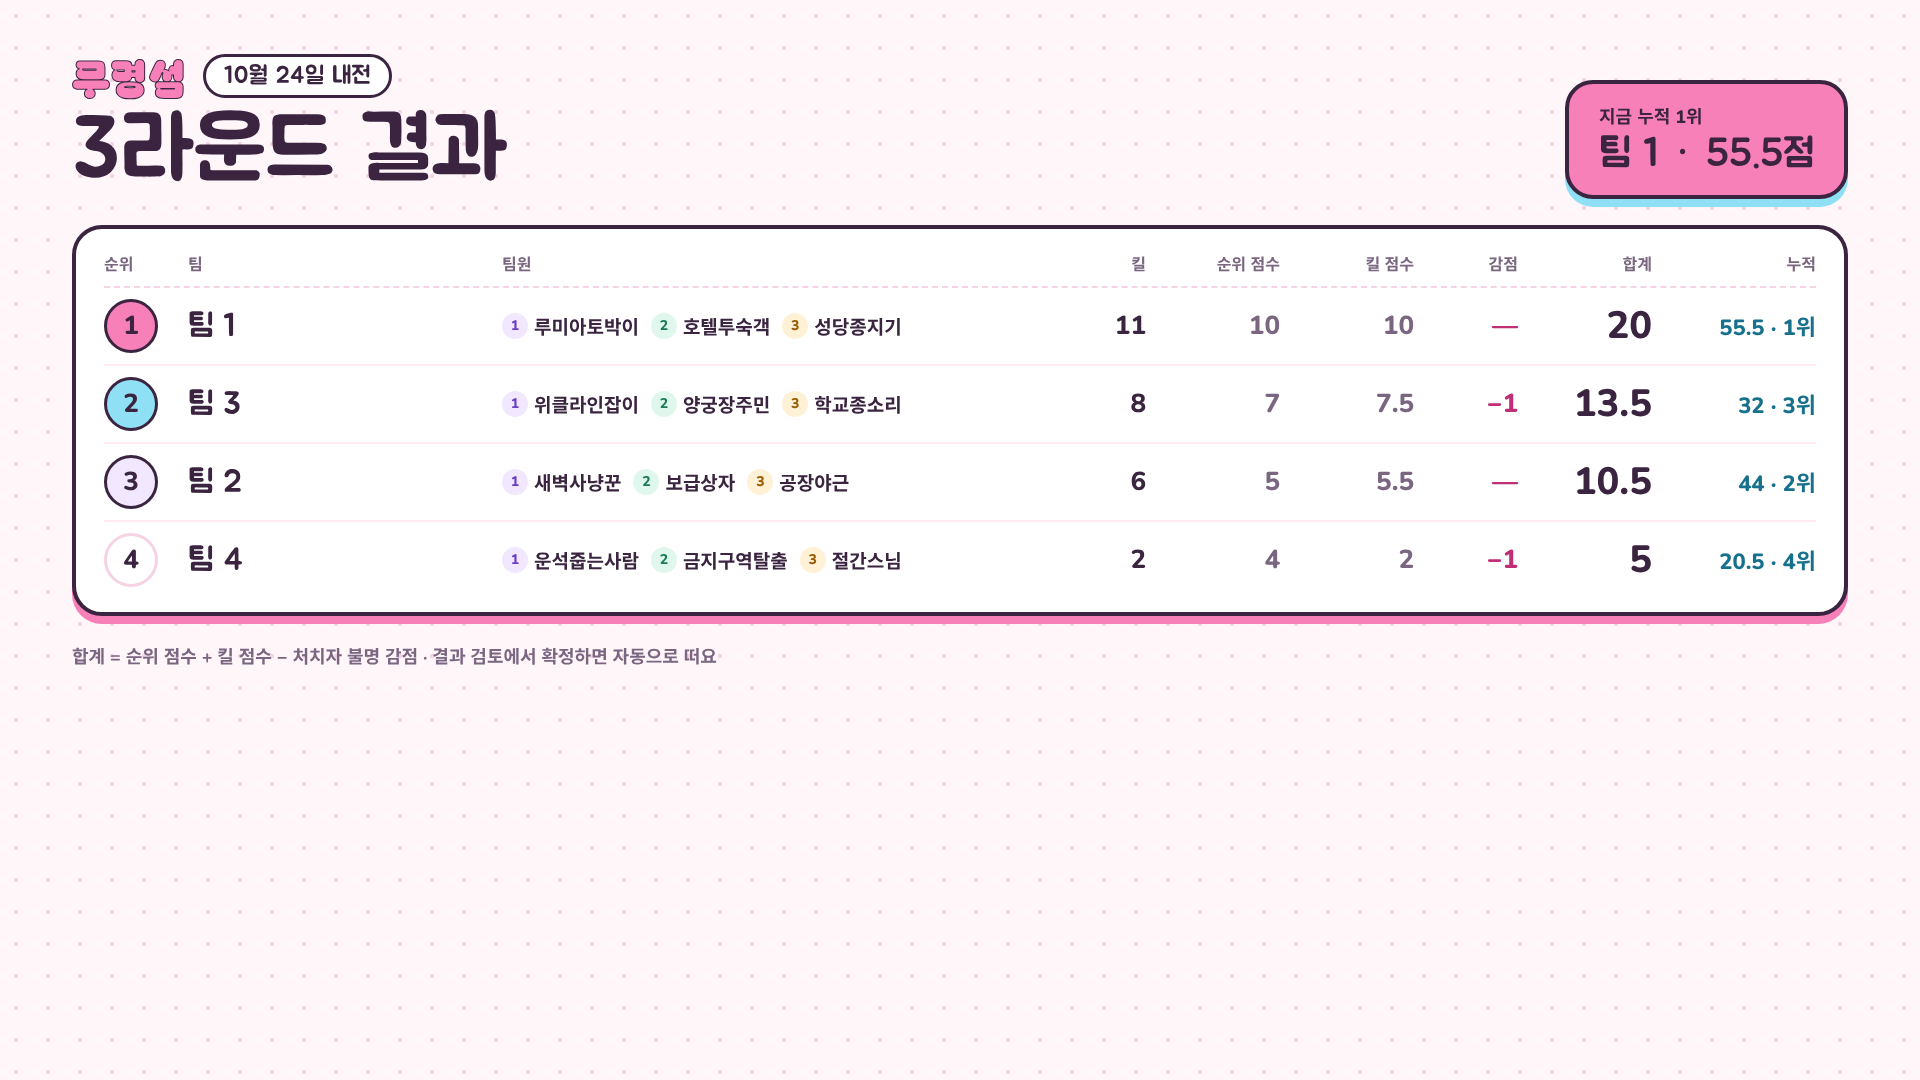 무령썸 10월 24일 내전
3라운드 결과
지금 누적 1위
팀 1 · 55.5점
순위 팀 팀원 킬 순위 점수 킬 점수 감점 합계 누적
1 팀 1 1 루미아토박이 2 호텔투숙객 3 성당종지기 11 10 10 — 20 55.5 · 1위
2 팀 3 1 위클라인잡이 2 양궁장주민 3 학교종소리 8 7 7.5 −1 13.5 32 · 3위
3 팀 2 1 새벽사냥꾼 2 보급상자 3 공장야근 6 5 5.5 — 10.5 44 · 2위
4 팀 4 1 운석줍는사람 2 금지구역탈출 3 절간스님 2 4 2 −1 5 20.5 · 4위
합계 = 순위 점수 + 킬 점수 − 처치자 불명 감점 · 결과 검토에서 확정하면 자동으로 떠요